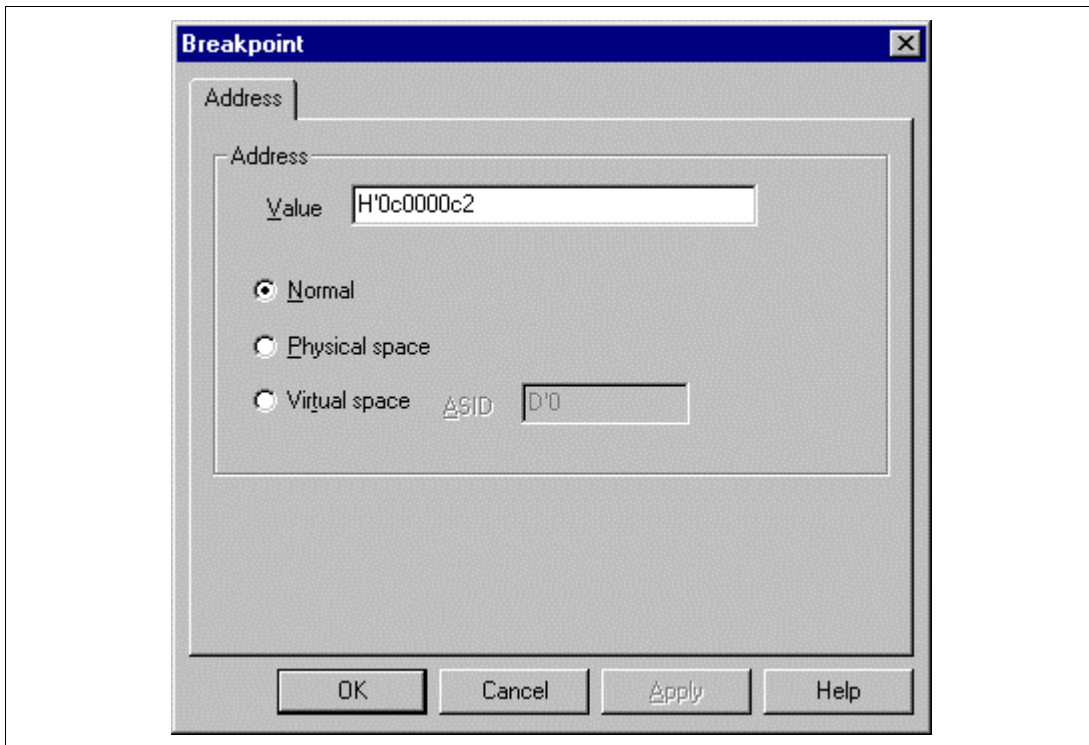 Breakpoint
Address
Address
Value H'0c0000c2
Normal
Physical space
Virtual space ASID D'0
OK Cancel Apply Help